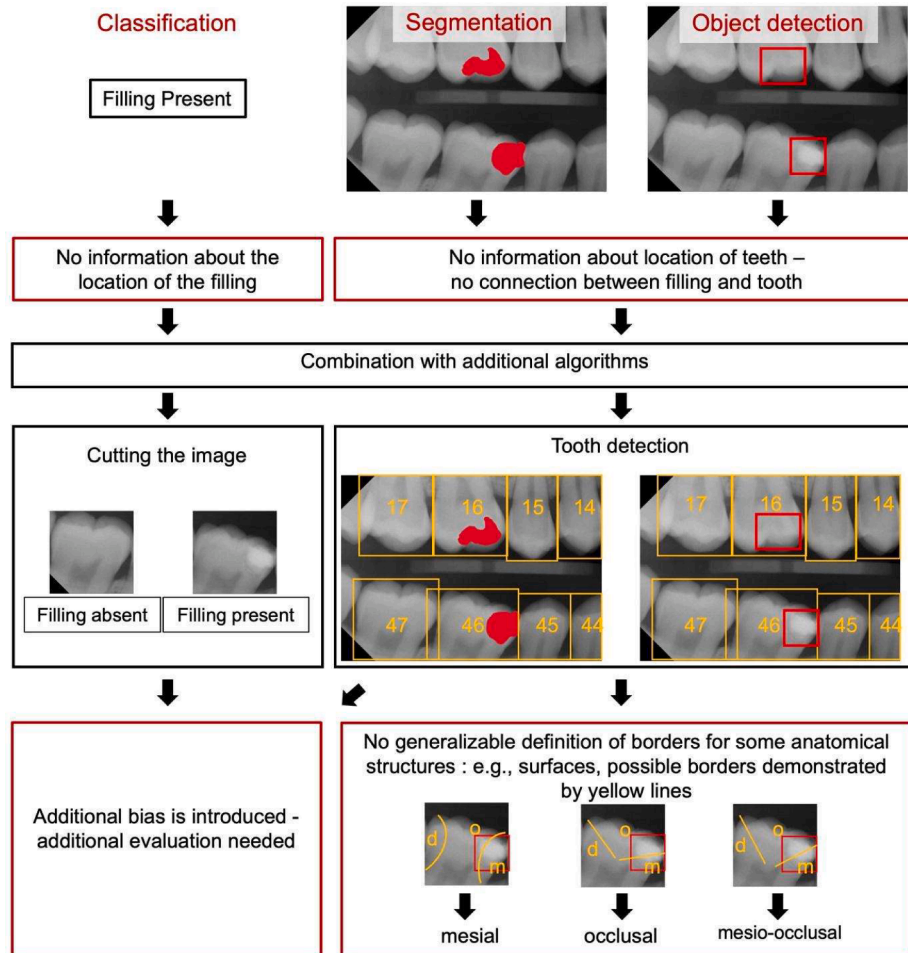 Classification
Segmentation
Object detection
Filling Present
No information about the
location of the filling
No information about location of teeth –
no connection between filling and tooth
Combination with additional algorithms
Cutting the image
Filling absent
Filling present
Tooth detection
17
16
15
14
47
46
45
44
17
16
15
14
47
46
45
44
Additional bias is introduced -
additional evaluation needed
No generalizable definition of borders for some anatomical
structures : e.g., surfaces, possible borders demonstrated
by yellow lines
d
o
m
d
o
m
d
o
m
mesial
occlusal
mesio-occlusal